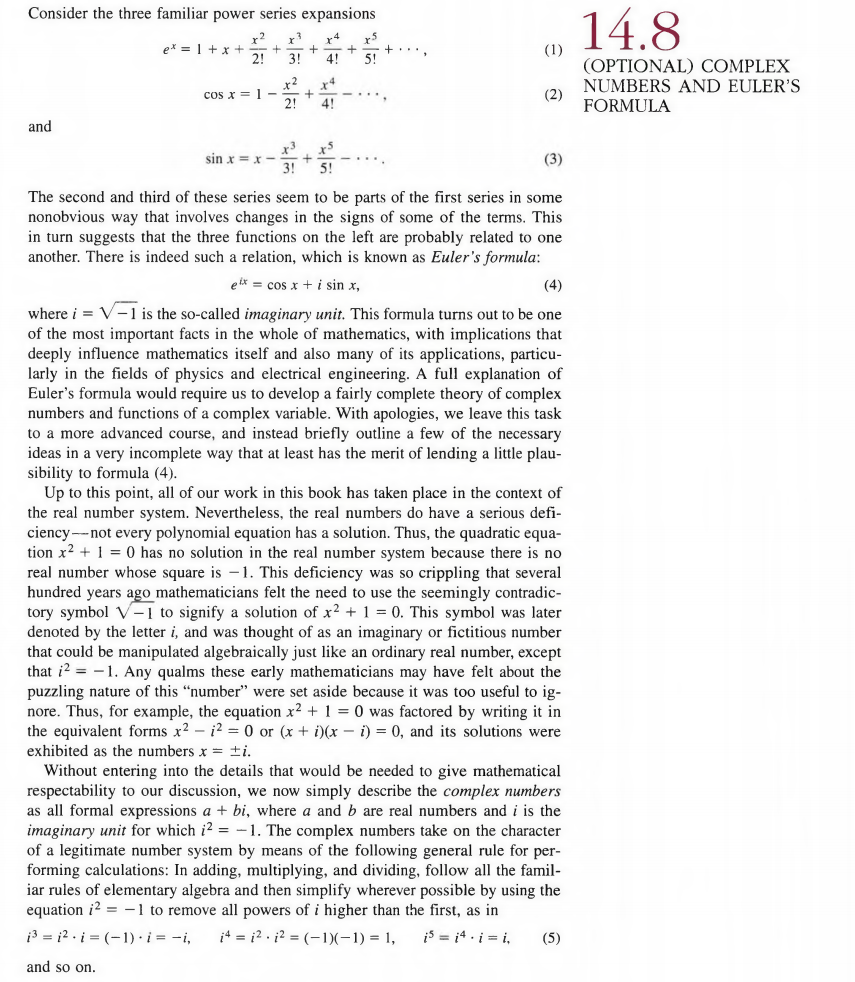 Consider the three familiar power series expansions
e^x = 1 + x + x²/2! + x³/3! + x⁴/4! + x⁵/5! + · · · , (1)
cos x = 1 − x²/2! + x⁴/4! − · · · , (2)
and
sin x = x − x³/3! + x⁵/5! − · · · . (3)
The second and third of these series seem to be parts of the first series in some
nonobvious way that involves changes in the signs of some of the terms. This
in turn suggests that the three functions on the left are probably related to one
another. There is indeed such a relation, which is known as Euler's formula:
e^{ix} = cos x + i sin x, (4)
where i = √−1 is the so-called imaginary unit. This formula turns out to be one
of the most important facts in the whole of mathematics, with implications that
deeply influence mathematics itself and also many of its applications, particu-
larly in the fields of physics and electrical engineering. A full explanation of
Euler's formula would require us to develop a fairly complete theory of complex
numbers and functions of a complex variable. With apologies, we leave this task
to a more advanced course, and instead briefly outline a few of the necessary
ideas in a very incomplete way that at least has the merit of lending a little plau-
sibility to formula (4).
Up to this point, all of our work in this book has taken place in the context of
the real number system. Nevertheless, the real numbers do have a serious defi-
ciency—not every polynomial equation has a solution. Thus, the quadratic equa-
tion x² + 1 = 0 has no solution in the real number system because there is no
real number whose square is −1. This deficiency was so crippling that several
hundred years ago mathematicians felt the need to use the seemingly contradic-
tory symbol √−1 to signify a solution of x² + 1 = 0. This symbol was later
denoted by the letter i, and was thought of as an imaginary or fictitious number
that could be manipulated algebraically just like an ordinary real number, except
that i² = −1. Any qualms these early mathematicians may have felt about the
puzzling nature of this “number” were set aside because it was too useful to ig-
nore. Thus, for example, the equation x² + 1 = 0 was factored by writing it in
the equivalent forms x² − i² = 0 or (x + i)(x − i) = 0, and its solutions were
exhibited as the numbers x = ±i.
Without entering into the details that would be needed to give mathematical
respectability to our discussion, we now simply describe the complex numbers
as all formal expressions a + bi, where a and b are real numbers and i is the
imaginary unit for which i² = −1. The complex numbers take on the character
of a legitimate number system by means of the following general rule for per-
forming calculations: In adding, multiplying, and dividing, follow all the famil-
iar rules of elementary algebra and then simplify wherever possible by using the
equation i² = −1 to remove all powers of i higher than the first, as in
i³ = i² · i = (−1) · i = −i, i⁴ = i² · i² = (−1)(−1) = 1, i⁵ = i⁴ · i = i, (5)
and so on.
14.8
(OPTIONAL) COMPLEX
NUMBERS AND EULER'S
FORMULA